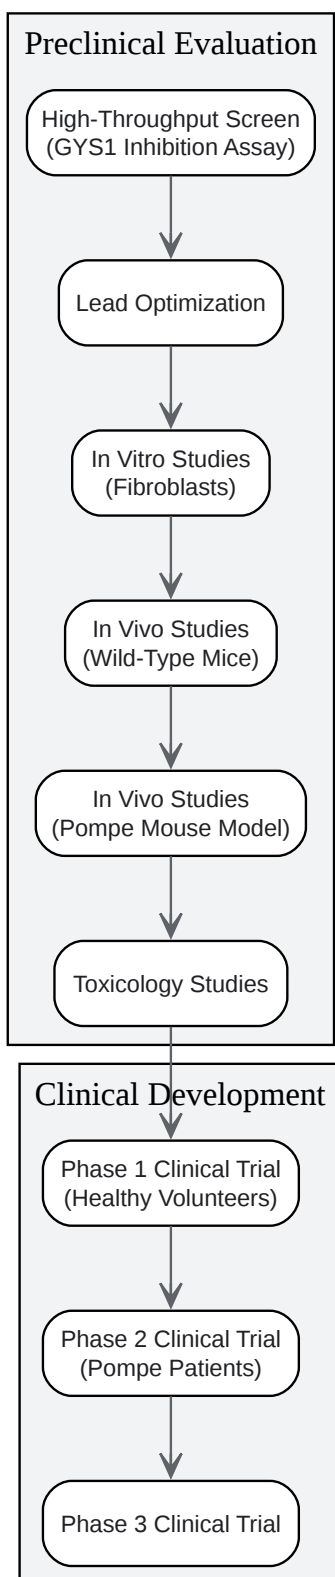 Preclinical Evaluation
High-Throughput Screen
(GYS1 Inhibition Assay)
Lead Optimization
In Vitro Studies
(Fibroblasts)
In Vivo Studies
(Wild-Type Mice)
In Vivo Studies
(Pompe Mouse Model)
Toxicology Studies
Clinical Development
Phase 1 Clinical Trial
(Healthy Volunteers)
Phase 2 Clinical Trial
(Pompe Patients)
Phase 3 Clinical Trial